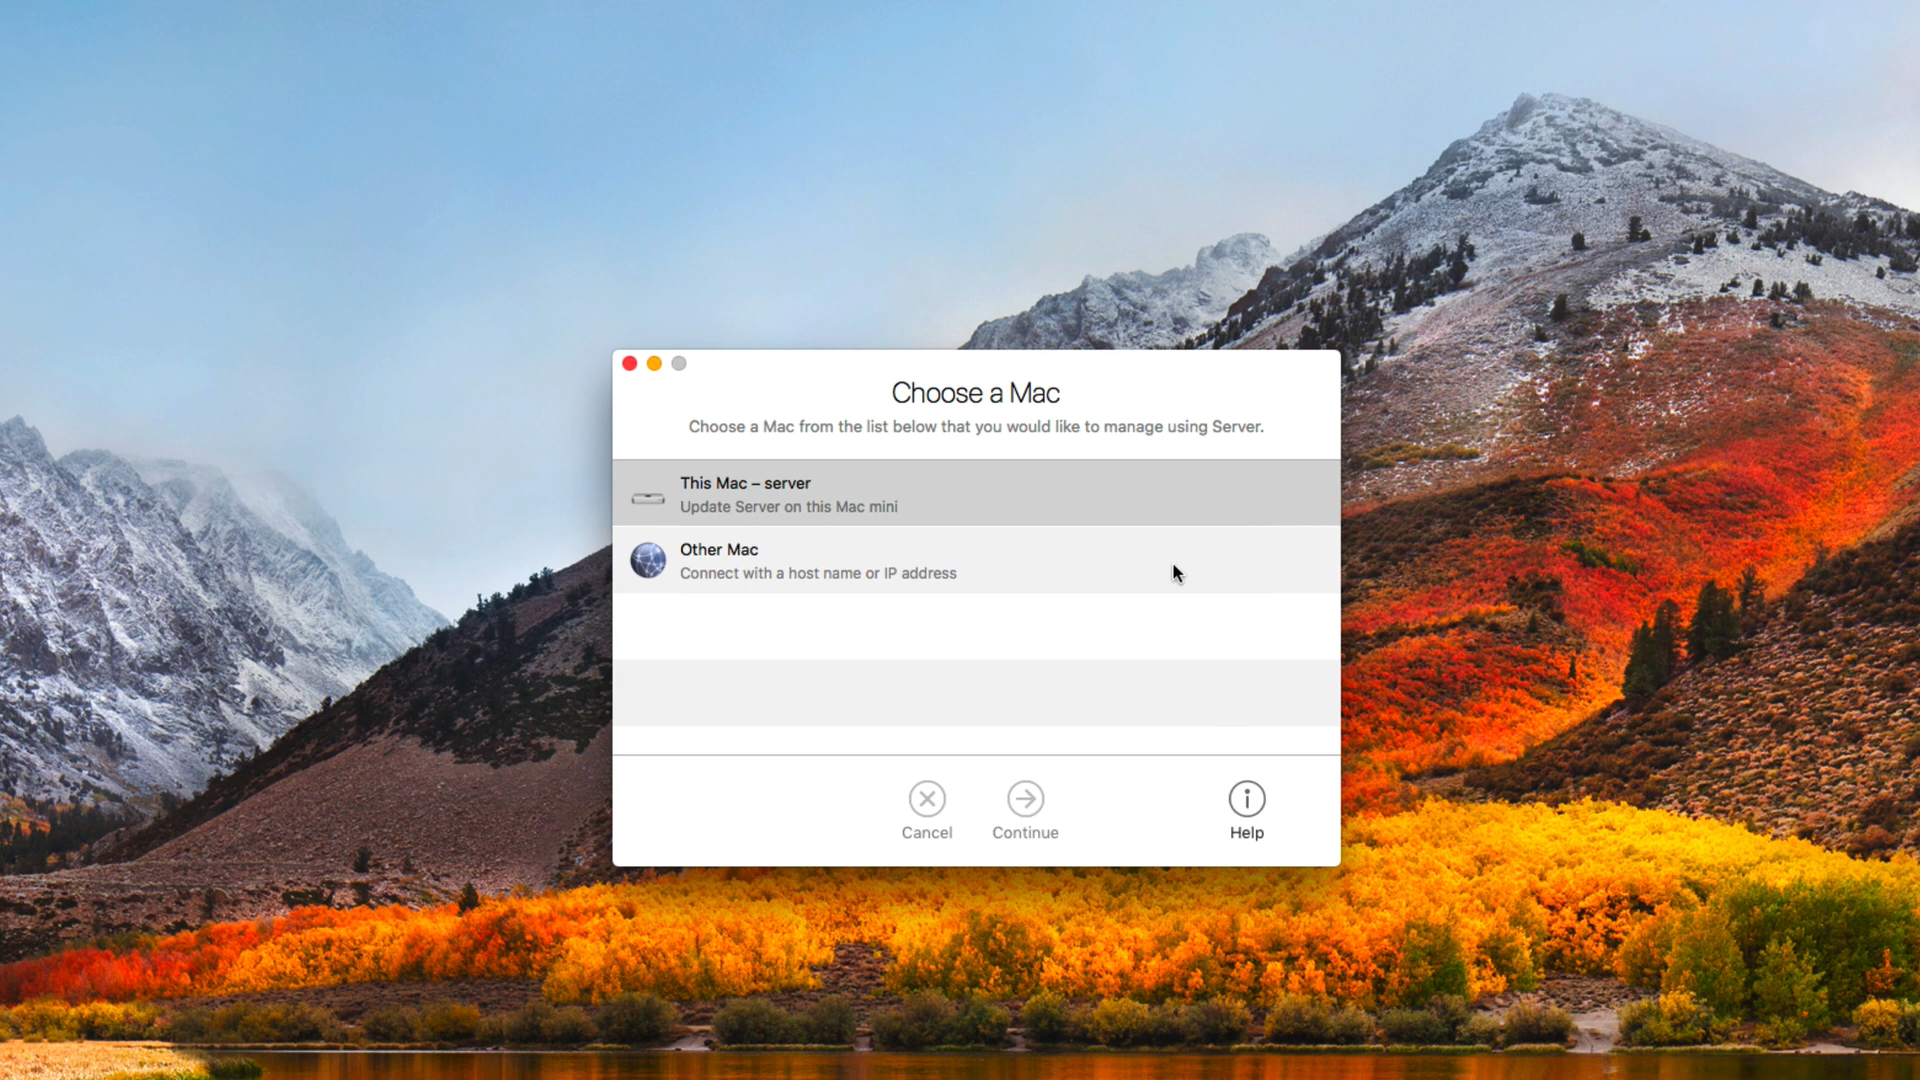 Choose a Mac
Choose a Mac from the list below that you would like to manage using Server.
This Mac – server
Update Server on this Mac mini
Other Mac
Connect with a host name or IP address
Cancel
Continue
Help